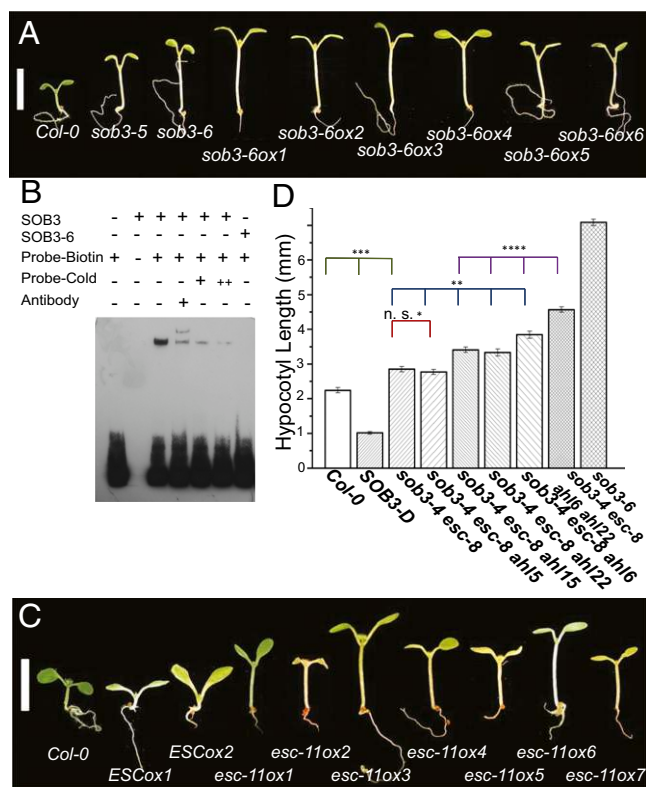 A
Col-0 sob3-5 sob3-6 sob3-6ox2 sob3-6ox4 sob3-6ox6
sob3-6ox1 sob3-6ox3 sob3-6ox5
B
SOB3 - + + + + + -
SOB3-6 - - - - - - +
Probe-Biotin + - + + + + +
Probe-Cold - - - - + ++ -
Antibody - - - + - - -
D
Hypocotyl Length (mm)
6
5
4
3
2
1
0
***
****
**
n. s. *
Col-0
SOB3-D
sob3-4 esc-8
sob3-4 esc-8 ahl5
sob3-4 esc-8 ahl15
sob3-4 esc-8 ahl22
sob3-4 esc-8 ahl6
sob3-4 esc-8
ahl6 ahl22
sob3-6
C
Col-0 ESCox2 esc-11ox2 esc-11ox4 esc-11ox6
ESCox1 esc-11ox1 esc-11ox3 esc-11ox5 esc-11ox7